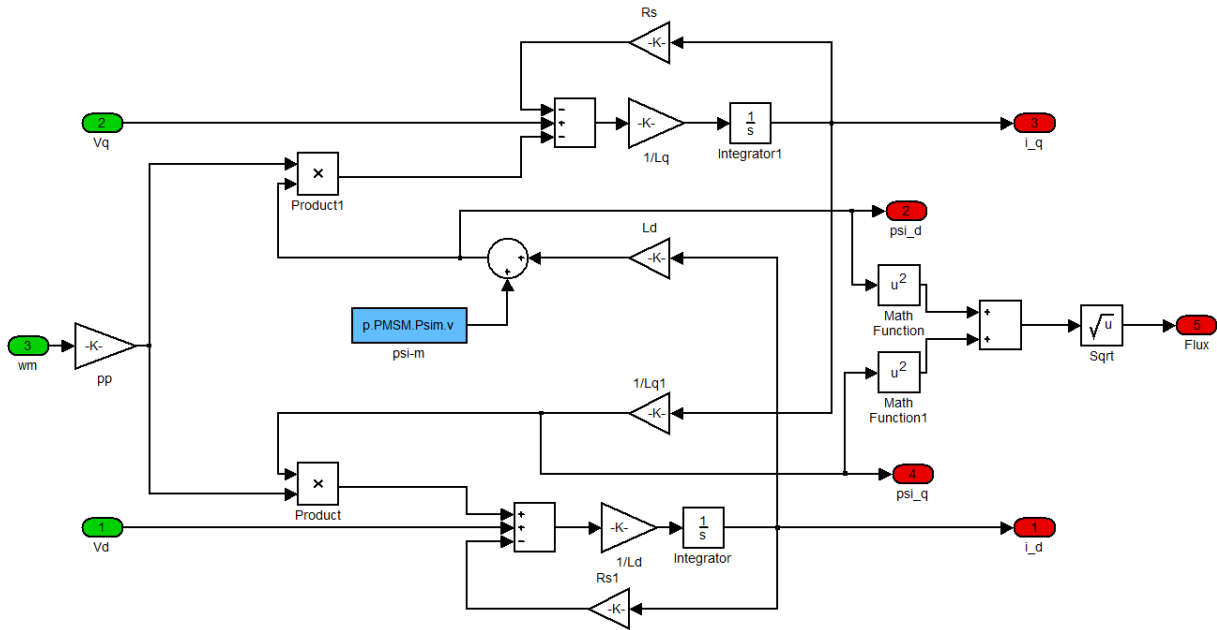 Rs
-K-
2
Vq
−
+
−
-K-
1/Lq
1
s
Integrator1
3
i_q
×
Product1
2
psi_d
Ld
+
+
-K-
u2
Math
Function
p.PMSM.Psim.v
psi-m
3
wm
-K-
pp
+
+
√u
Sqrt
5
Flux
u2
Math
Function1
1/Lq1
-K-
×
Product
4
psi_q
1
Vd
+
+
−
-K-
1/Ld
1
s
Integrator
1
i_d
Rs1
-K-